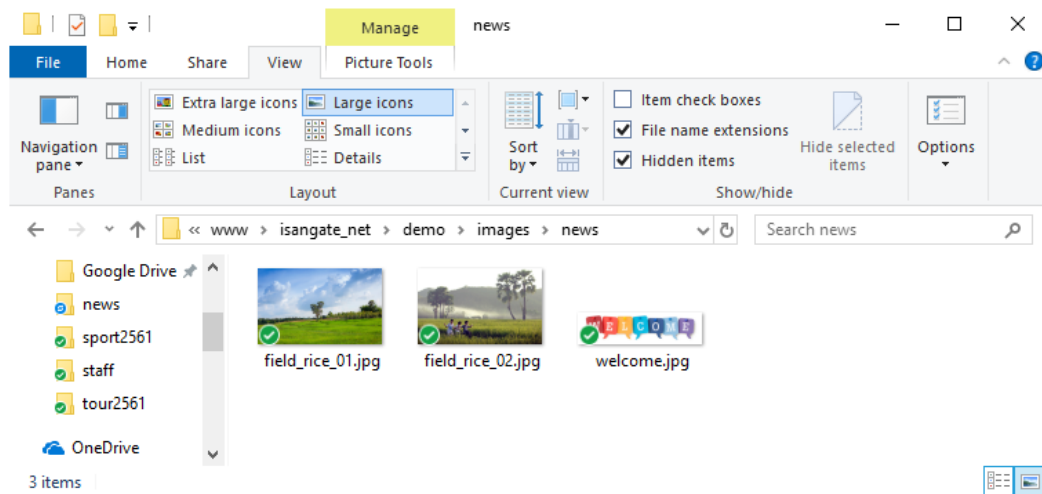 Manage
news
File
Home
Share
View
Picture Tools
Extra large icons
Large icons
Medium icons
Small icons
List
Details
Navigation
pane
Sort
by
Item check boxes
File name extensions
Hidden items
Hide selected
items
Options
Panes
Layout
Current view
Show/hide
« www > isangate_net > demo > images > news
Search news
Google Drive
news
sport2561
staff
tour2561
OneDrive
WELCOME
field_rice_01.jpg
field_rice_02.jpg
welcome.jpg
3 items